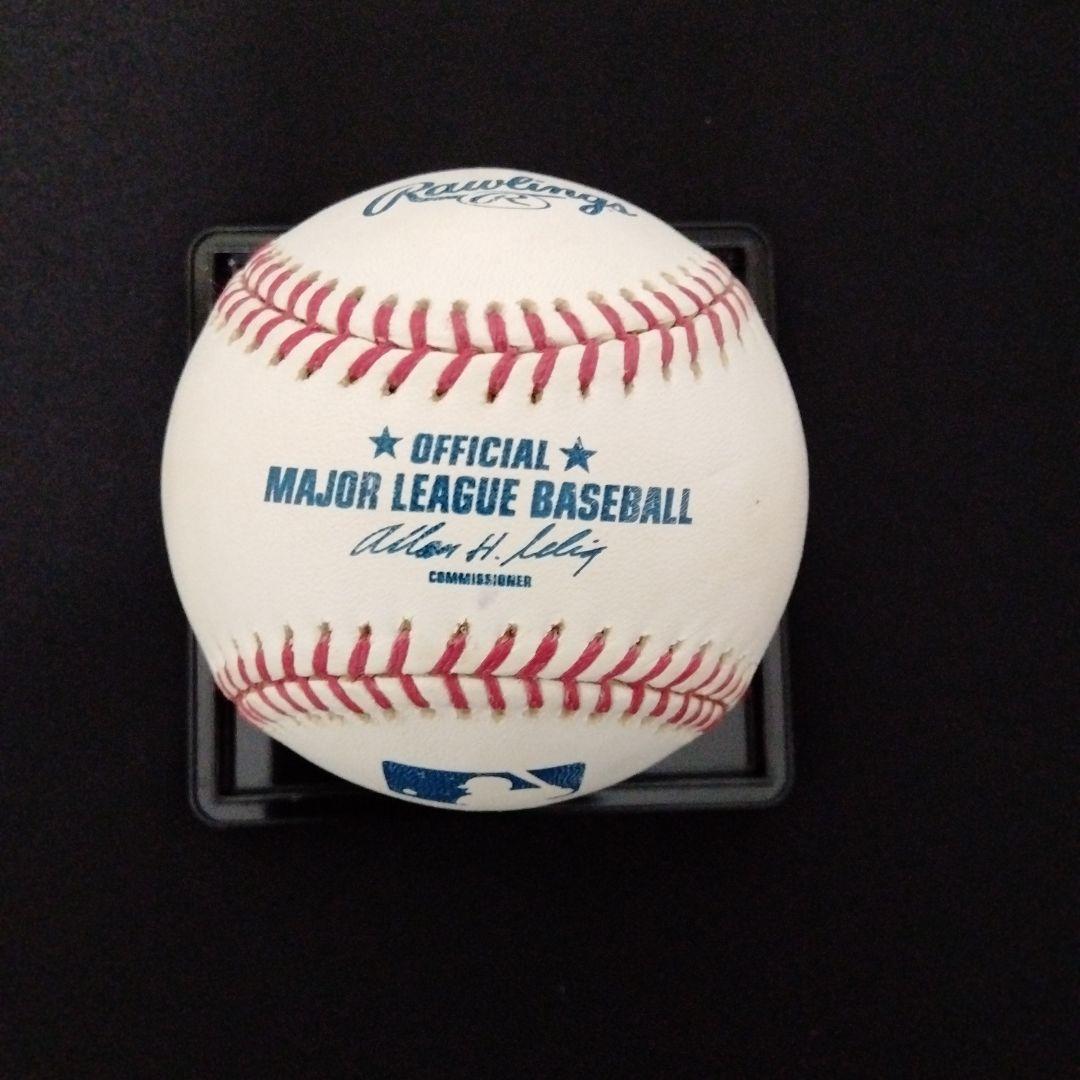 Rawlings
R
★ OFFICIAL ★
MAJOR LEAGUE BASEBALL
Allan H. Selig
COMMISSIONER